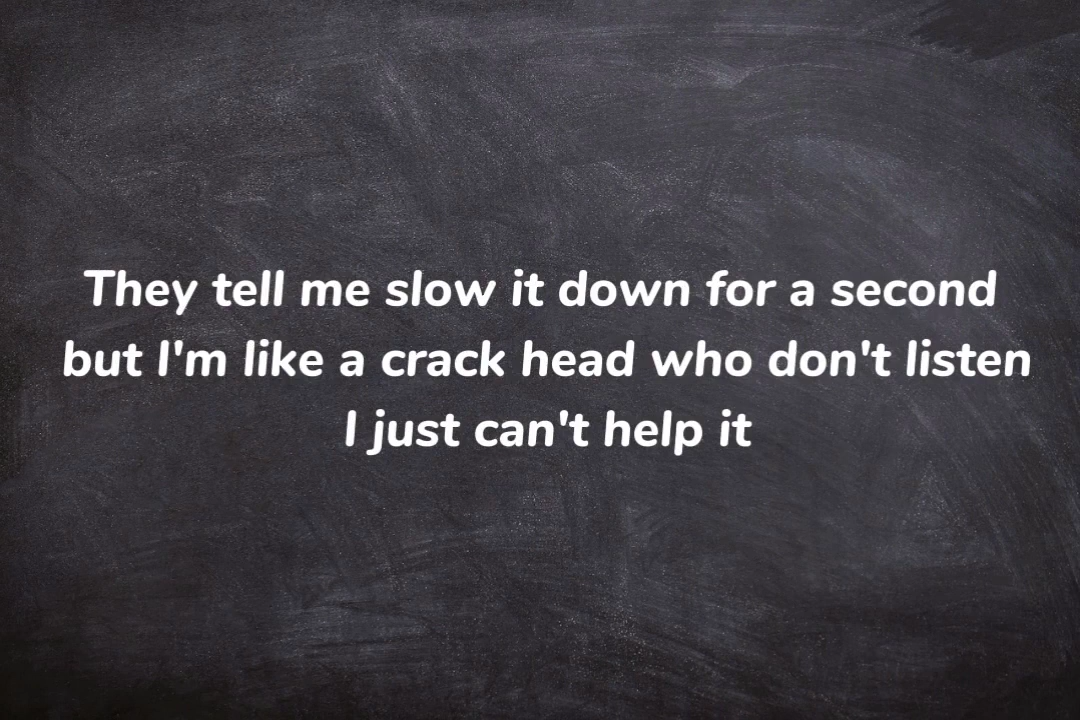 They tell me slow it down for a second
but I'm like a crack head who don't listen
I just can't help it